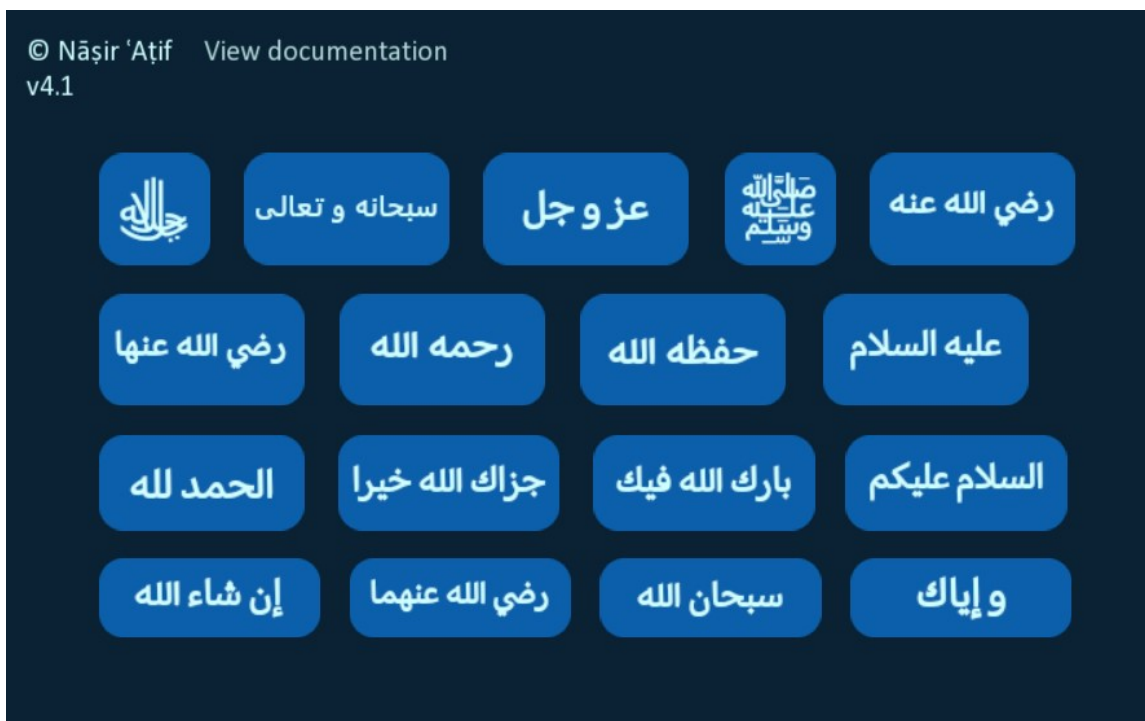 © Nāṣir ʿAṭif View documentation
v4.1
ﷻ سبحانه و تعالى عز و جل ﷺ رضي الله عنه
رضي الله عنها رحمه الله حفظه الله عليه السلام
الحمد لله جزاك الله خيرا بارك الله فيك السلام عليكم
إن شاء الله رضي الله عنهما سبحان الله و إياك